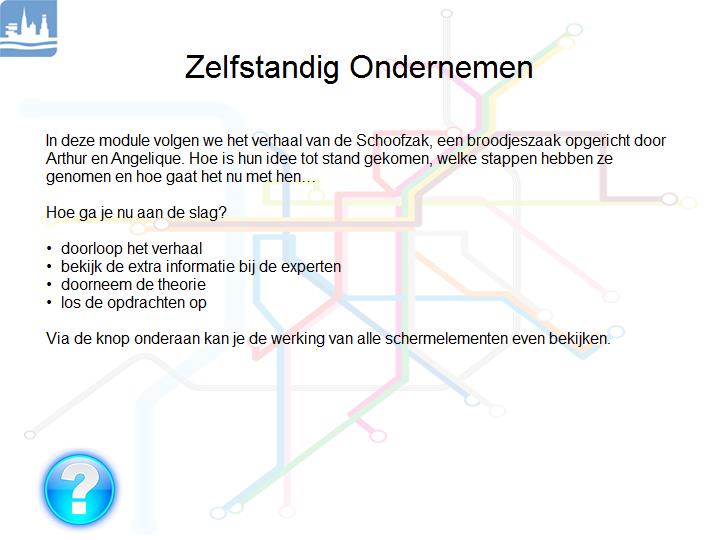 Zelfstandig Ondernemen
In deze module volgen we het verhaal van de Schoofzak, een broodjeszaak opgericht door
Arthur en Angelique. Hoe is hun idee tot stand gekomen, welke stappen hebben ze
genomen en hoe gaat het nu met hen...
Hoe ga je nu aan de slag?
• doorloop het verhaal
• bekijk de extra informatie bij de experten
• doorneem de theorie
• los de opdrachten op
Via de knop onderaan kan je de werking van alle schermelementen even bekijken.
?